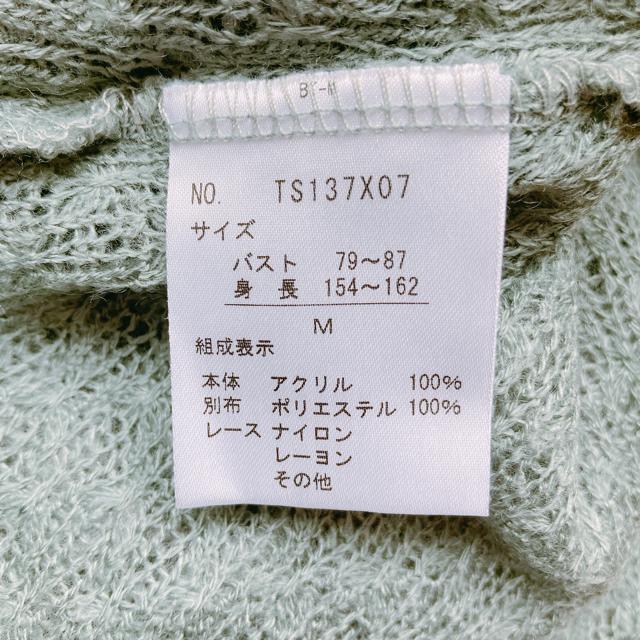 NO. TS137X07
サイズ
バスト 79～87
身長 154～162
M
組成表示
本体 アクリル 100%
別布 ポリエステル 100%
レース ナイロン
レーヨン
その他